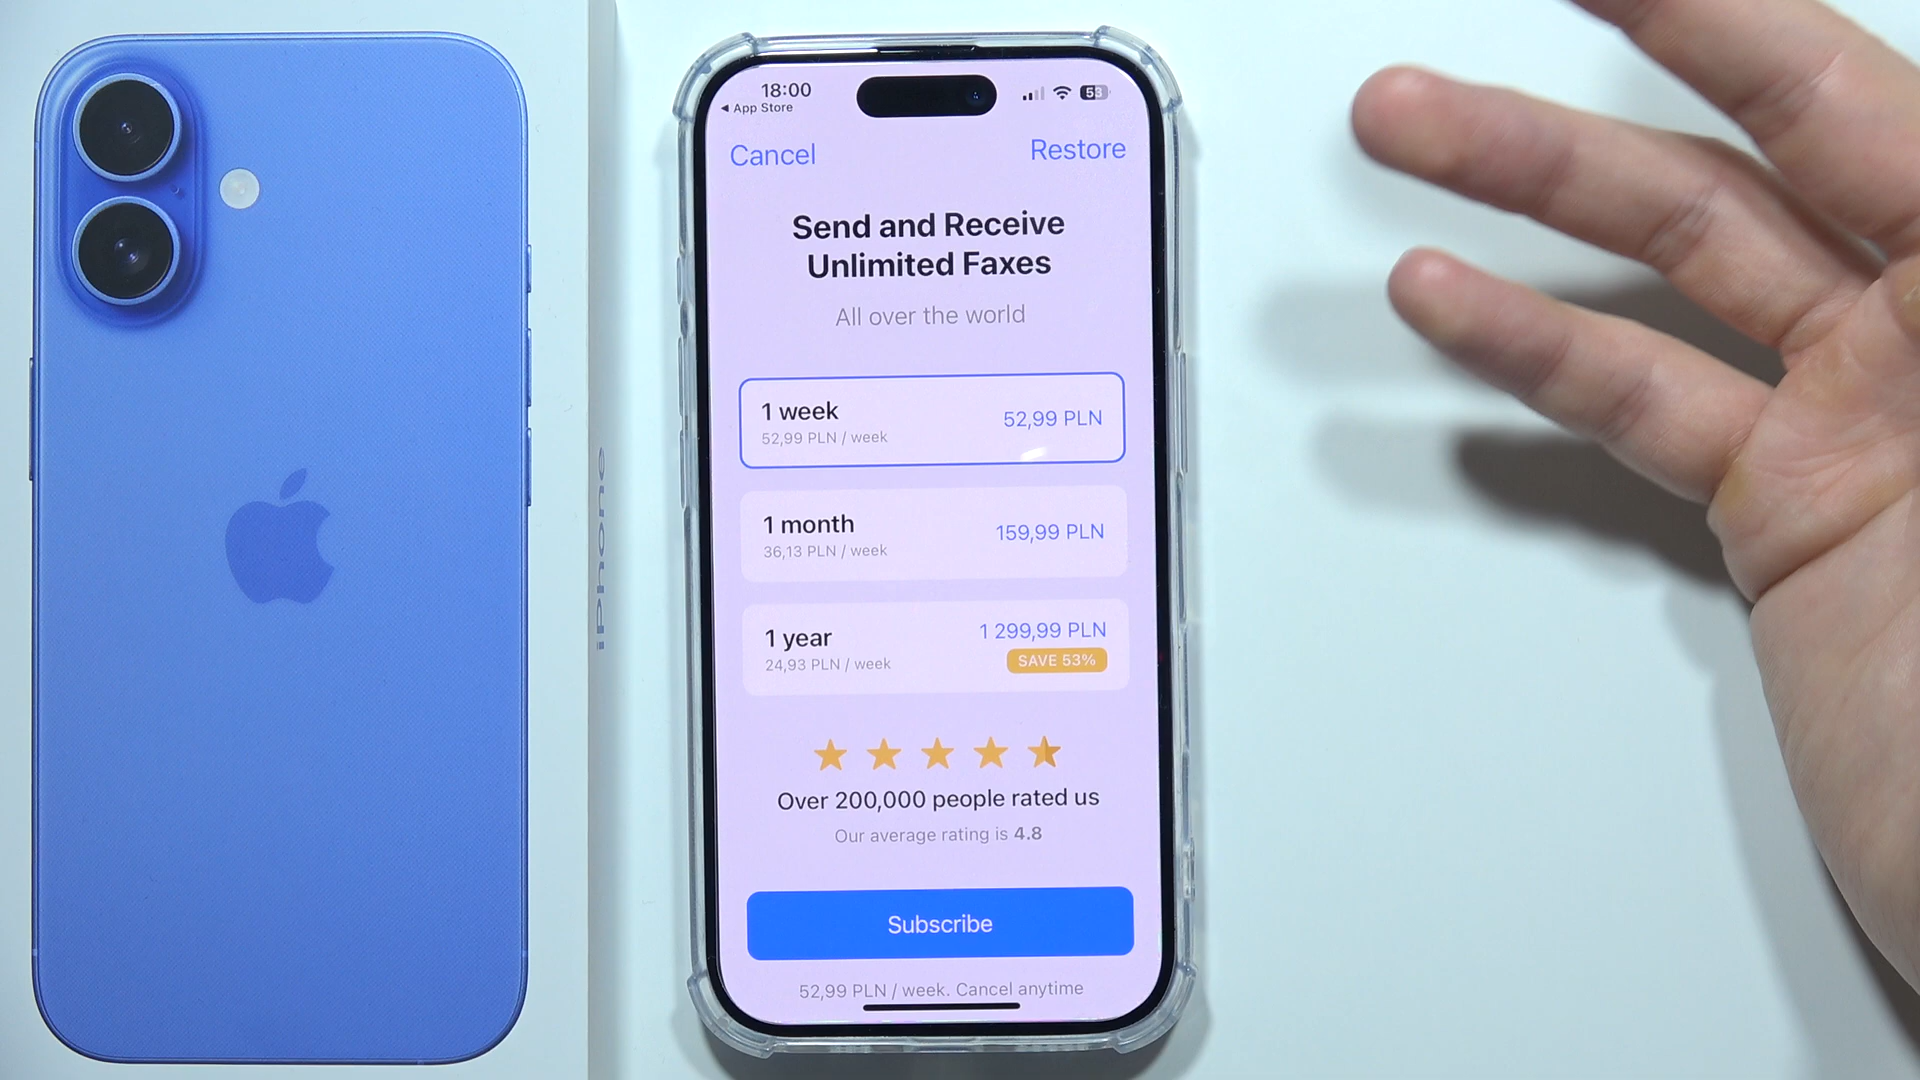 iPhone
18:00
53
◀ App Store
Cancel
Restore
Send and Receive
Unlimited Faxes
All over the world
1 week
52,99 PLN
52,99 PLN / week
1 month
159,99 PLN
36,13 PLN / week
1 year
1 299,99 PLN
24,93 PLN / week
SAVE 53%
Over 200,000 people rated us
Our average rating is 4.8
Subscribe
52,99 PLN / week. Cancel anytime